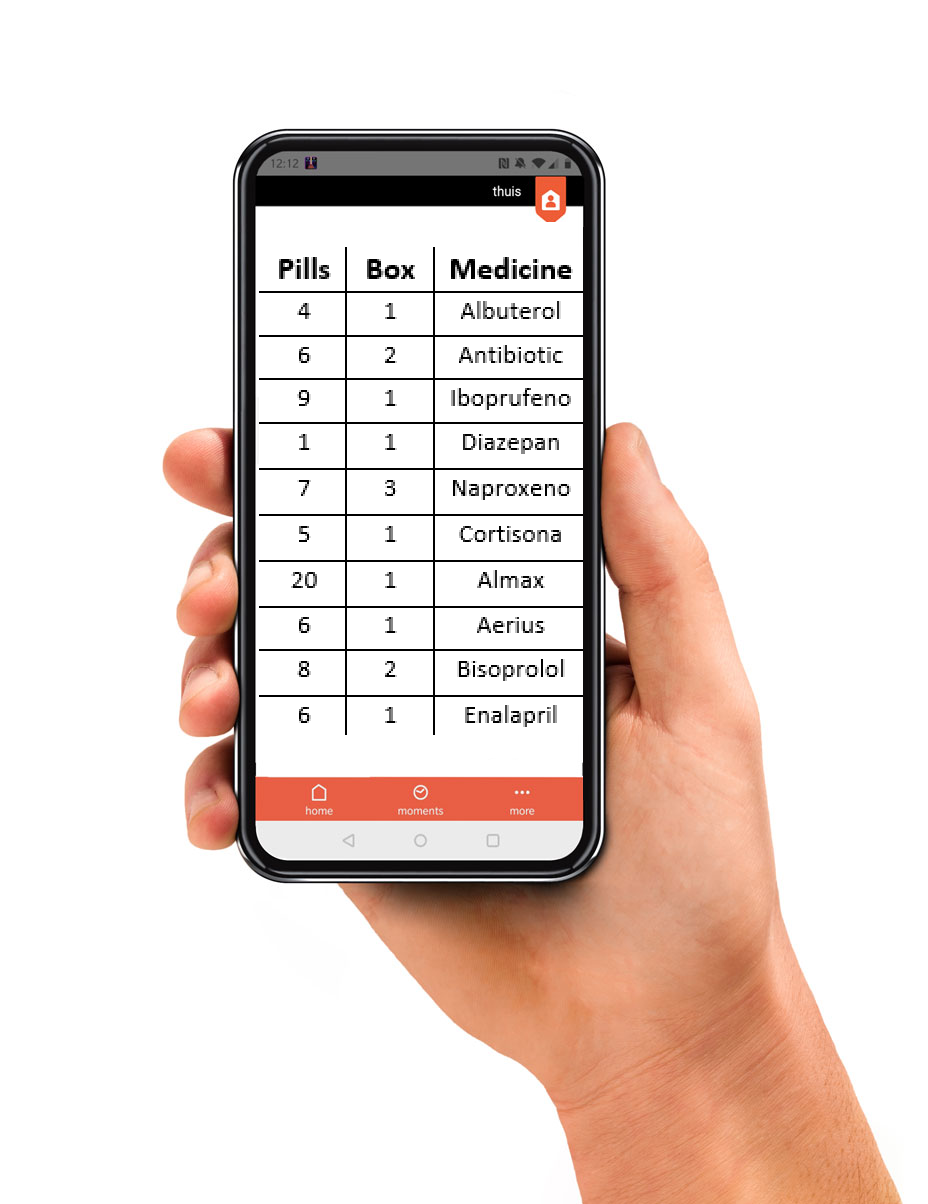 12:12
thuis
Pills Box Medicine
4 1 Albuterol
6 2 Antibiotic
9 1 Iboprufeno
1 1 Diazepan
7 3 Naproxeno
5 1 Cortisona
20 1 Almax
6 1 Aerius
8 2 Bisoprolol
6 1 Enalapril
home moments more